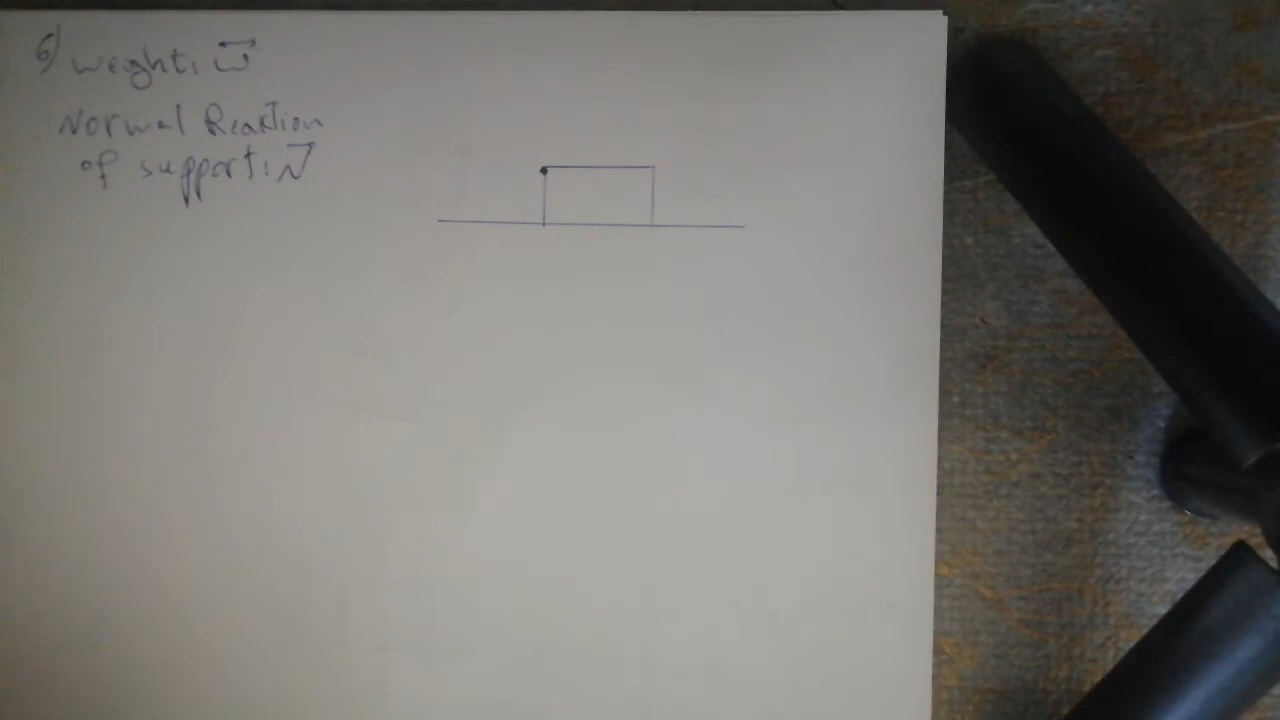 6) Weight: w⃗
Normal Reaction
of support: N⃗